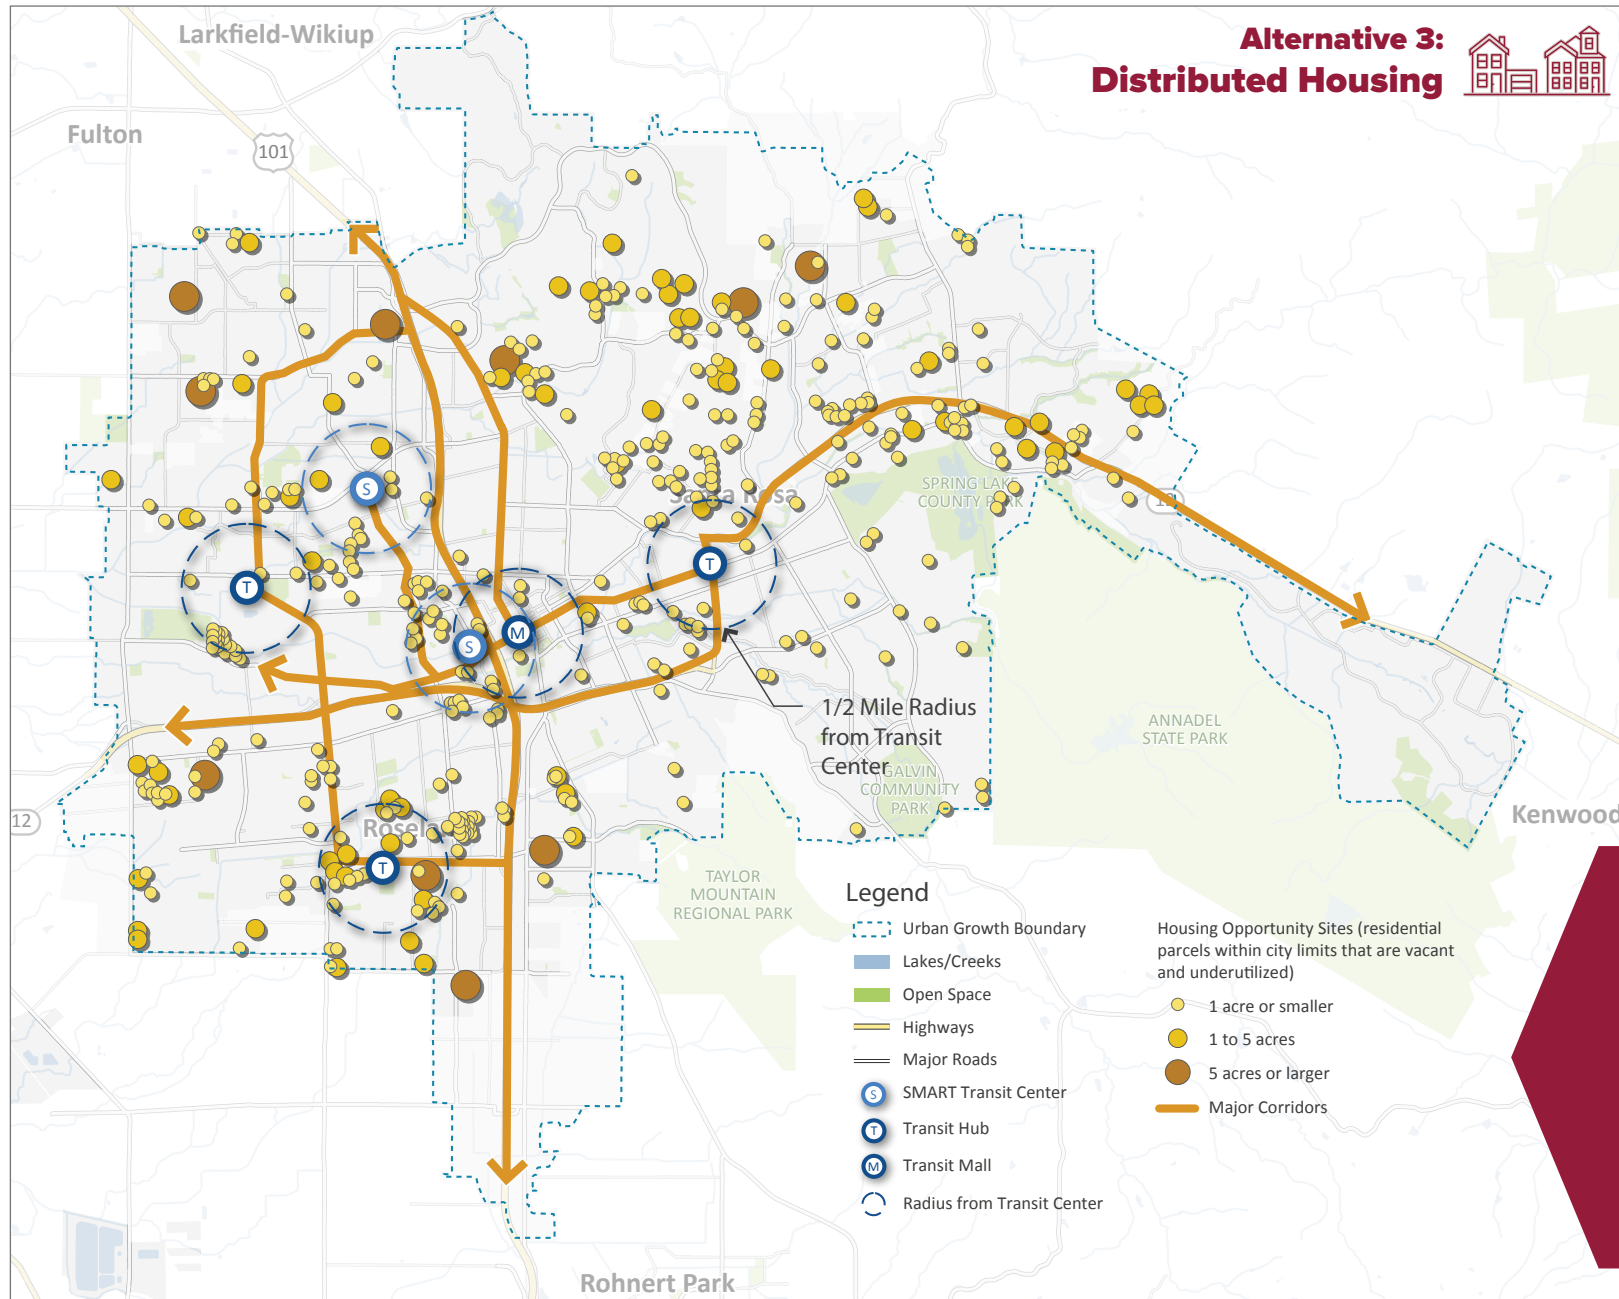 Alternative 3:
Distributed Housing
Larkfield-Wikiup
Fulton
101
S
Santa Rosa
SPRING LAKE
COUNTY PARK
12
T
T
M
S
1/2 Mile Radius
from Transit
Center
ANNADEL
STATE PARK
GALVIN
COMMUNITY
PARK
12
Kenwood
T
TAYLOR
MOUNTAIN
REGIONAL PARK
Legend
Urban Growth Boundary
Lakes/Creeks
Open Space
Highways
Major Roads
S
SMART Transit Center
T
Transit Hub
M
Transit Mall
Radius from Transit Center
Housing Opportunity Sites (residential
parcels within city limits that are vacant
and underutilized)
1 acre or smaller
1 to 5 acres
5 acres or larger
Major Corridors
Rohnert Park